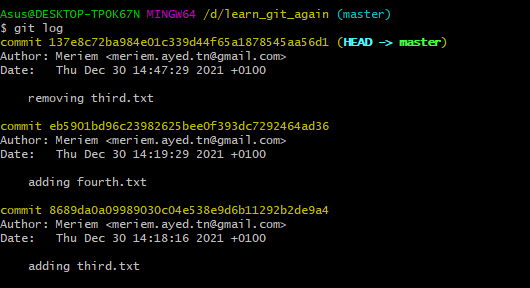 Asus@DESKTOP-TPOK67N MINGW64 /d/learn_git_again (master)
$ git log
commit 137e8c72ba984e01c339d44f65a1878545aa56d1 (HEAD -> master)
Author: Meriem <meriem.ayed.tn@gmail.com>
Date:   Thu Dec 30 14:47:29 2021 +0100

    removing third.txt

commit eb5901bd96c23982625bee0f393dc7292464ad36
Author: Meriem <meriem.ayed.tn@gmail.com>
Date:   Thu Dec 30 14:19:29 2021 +0100

    adding fourth.txt

commit 8689da0a09989030c04e538e9d6b11292b2de9a4
Author: Meriem <meriem.ayed.tn@gmail.com>
Date:   Thu Dec 30 14:18:16 2021 +0100

    adding third.txt